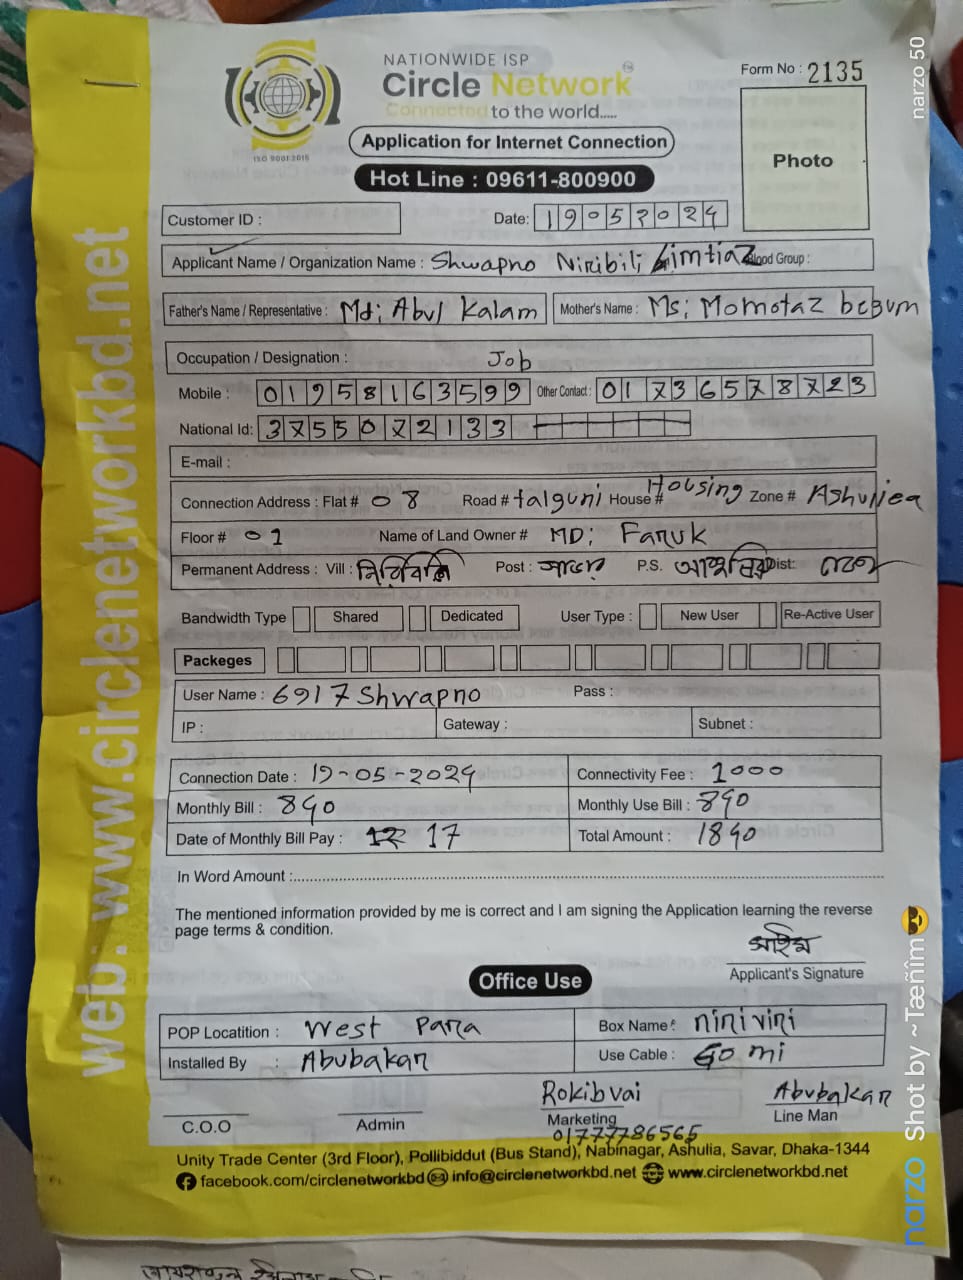 NATIONWIDE ISP
Circle Network
Connected to the world.....
ISO 9001:2015
Form No : 2135
Photo
Application for Internet Connection
Hot Line : 09611-800900
Customer ID :
Date: 19052024
Applicant Name / Organization Name : Shwapno Niribili imtiaz Blood Group :
Father's Name / Representative : Md: Abul Kalam Mother's Name : Ms: Momotaz begum
Occupation / Designation : Job
Mobile : 01958163599 Other Contact : 01736578723
National Id: 3755072133
E-mail :
Connection Address : Flat # 08 Road # talguni House # Housing Zone # Ashuliea
Floor # 01 Name of Land Owner # MD: Faruk
Permanent Address : Vill : নিরিবিলি Post : সাভার P.S. Dist:
Bandwidth Type Shared Dedicated User Type : New User Re-Active User
Packeges
User Name : 6917 Shwapno Pass :
IP : Gateway : Subnet :
Connection Date : 19-05-2024 Connectivity Fee : 1000
Monthly Bill : 840 Monthly Use Bill : 840
Date of Monthly Bill Pay : 17 Total Amount : 1840
In Word Amount :
The mentioned information provided by me is correct and I am signing the Application learning the reverse
page terms & condition.
Applicant's Signature
Office Use
POP Locatition : West Para Box Name : niriviri
Installed By : Abubakar Use Cable : 60 mi
C.O.O
Admin
Rokib vai
Marketing
01777786565
Abubakar
Line Man
Unity Trade Center (3rd Floor), Pollibiddut (Bus Stand), Nabinagar, Ashulia, Savar, Dhaka-1344
facebook.com/circlenetworkbd info@circlenetworkbd.net www.circlenetworkbd.net
web: www.circlenetworkbd.net
narzo 50
narzo Shot by ~Tæñîm😎